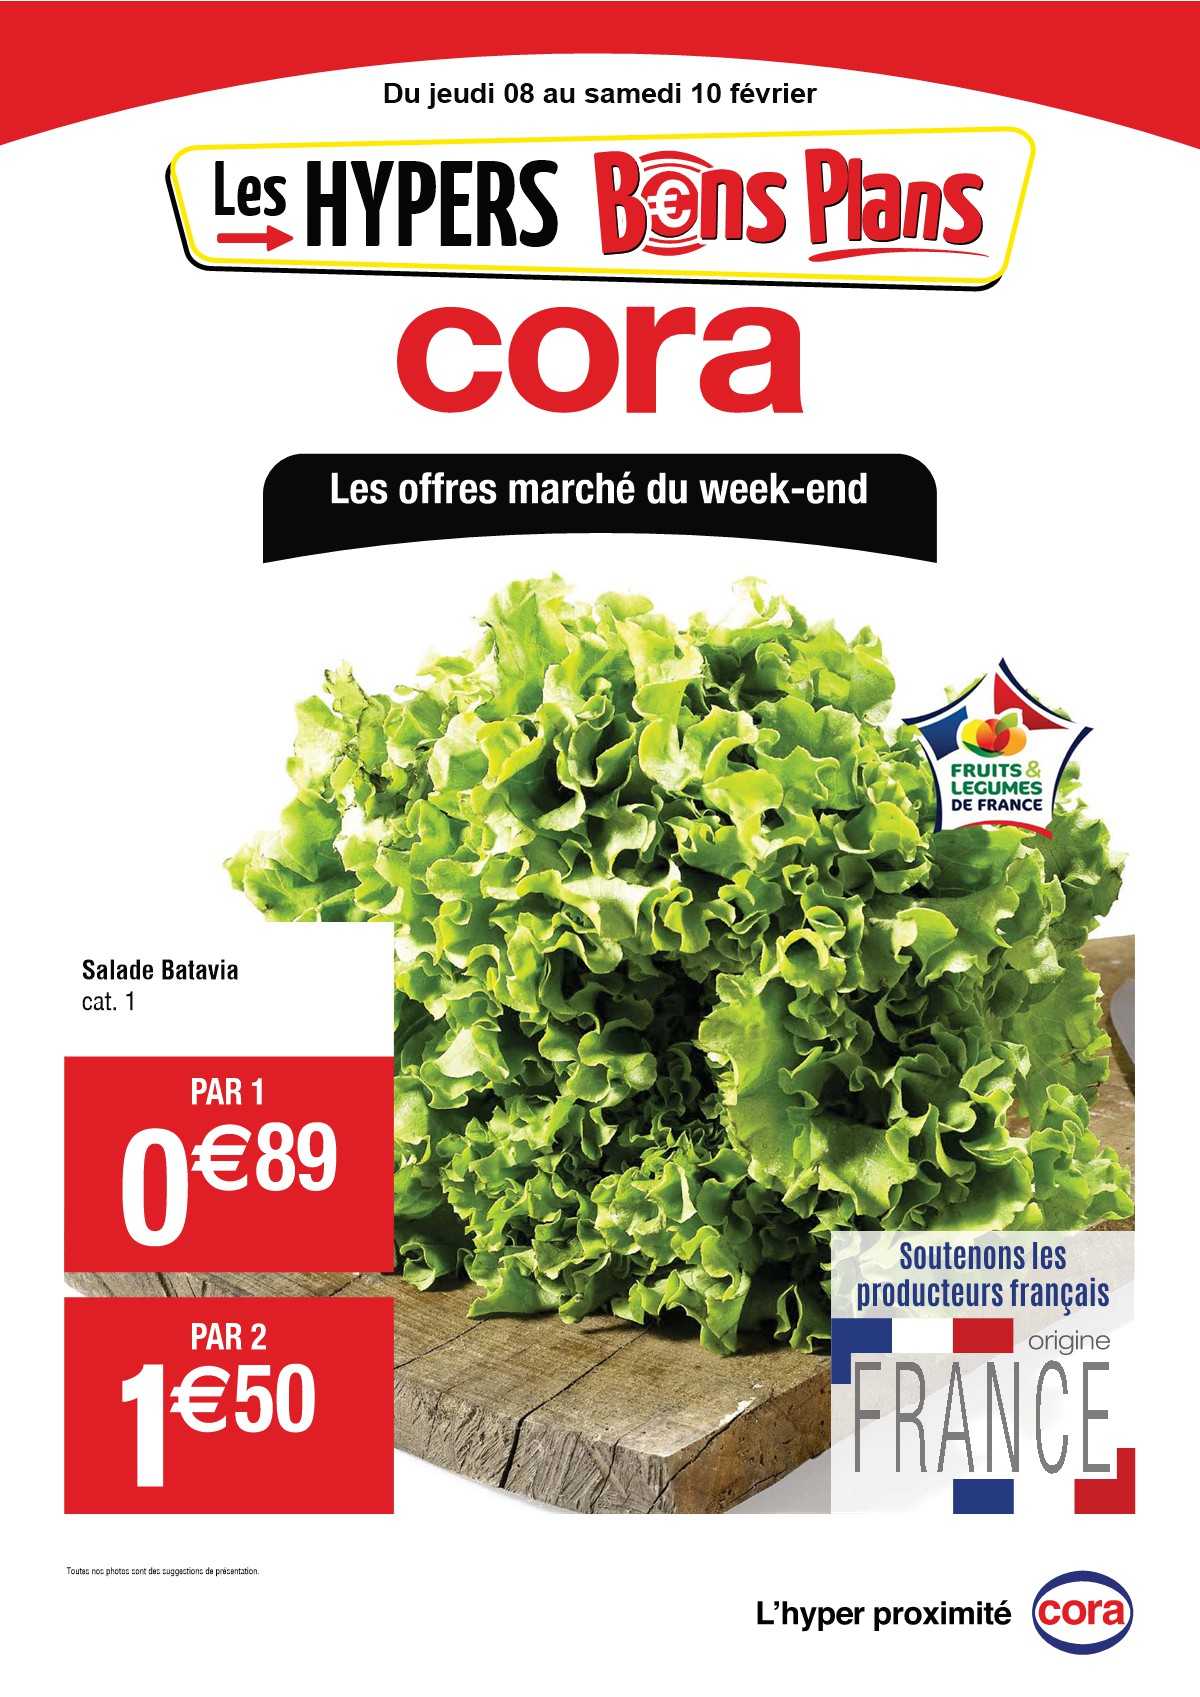 Du jeudi 08 au samedi 10 février
Les HYPERS Bons Plans
cora
Les offres marché du week-end
FRUITS &
LEGUMES
DE FRANCE
Salade Batavia
cat. 1
PAR 1
0€89
PAR 2
1€50
Soutenons les
producteurs français
origine
FRANCE
Toutes nos photos sont des suggestions de présentation.
L’hyper proximité cora